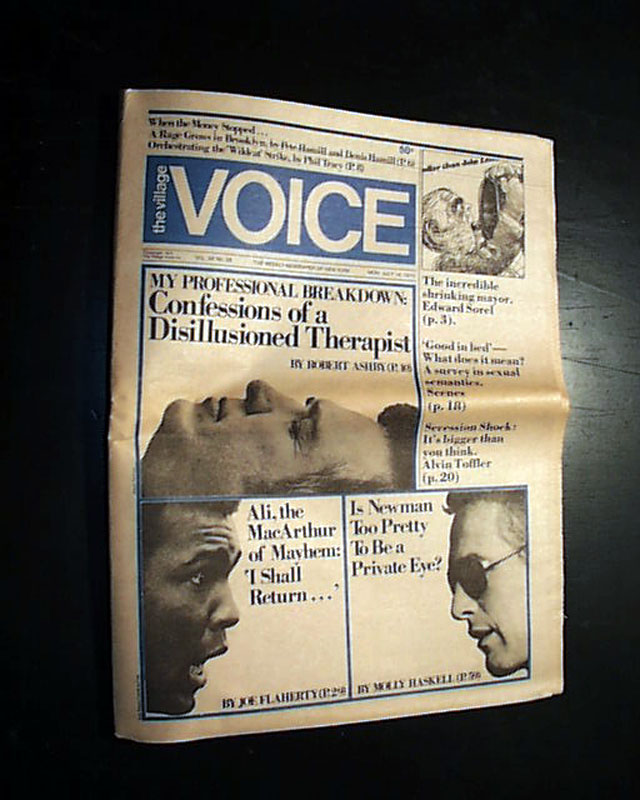 When the Money Stopped...
A Rage Grows in Brooklyn, by Pete Hamill and Denis Hamill (P. 6)
Orchestrating the 'Wildcat' Strike, by Phil Tracy (P. 8)
50¢
the village
VOICE
THE WEEKLY NEWSPAPER OF NEW YORK
MY PROFESSIONAL BREAKDOWN:
Confessions of a
Disillusioned Therapist
BY ROBERT ASHBY (P. 10)
The incredible
shrinking mayor.
Edward Sorel
(p. 5).
'Good in bed'—
What does it mean?
A survey in sexual
semantics.
Scenes
(p. 18)
Secession Shock:
It's bigger than
you think.
Alvin Toffler
(p. 20)
Ali, the
MacArthur
of Mayhem:
'I Shall
Return...'
BY JOE FLAHERTY (P. 29)
Is Newman
Too Pretty
To Be a
Private Eye?
BY MOLLY HASKELL (P. 59)